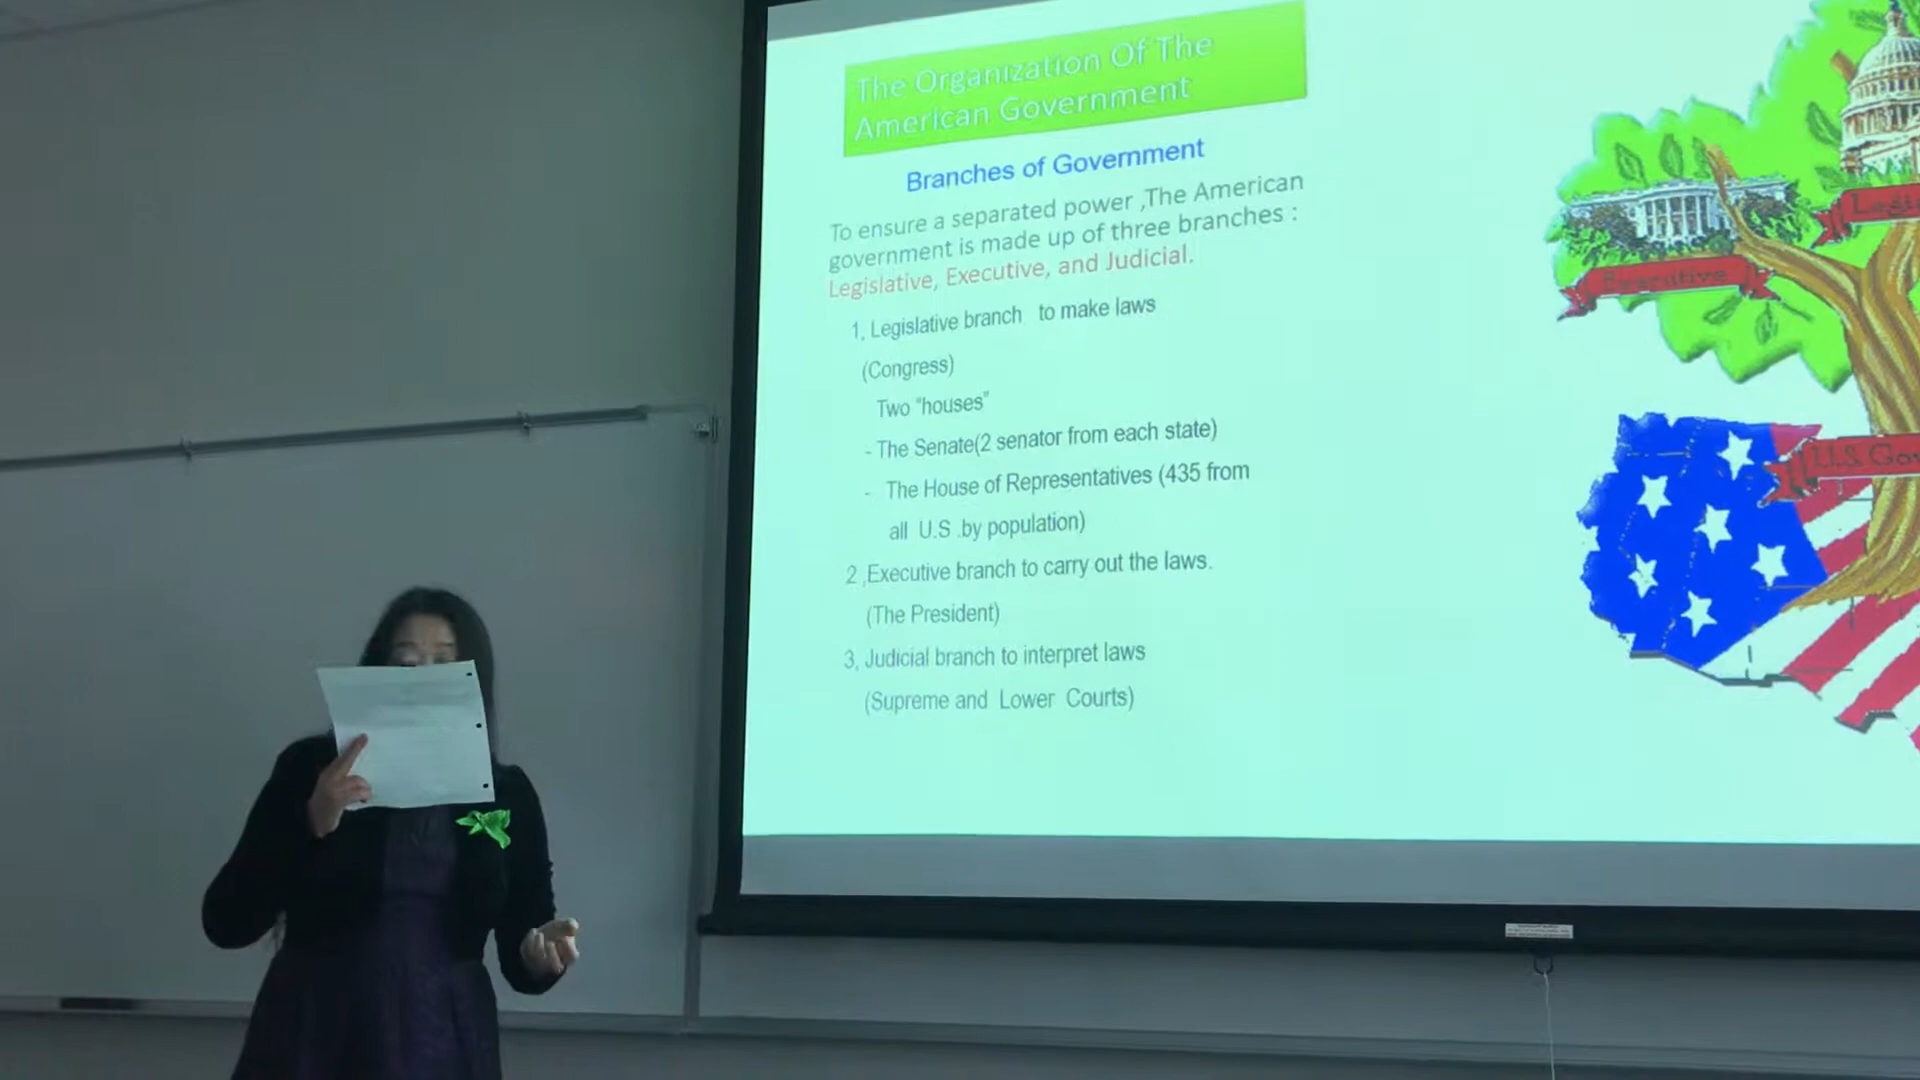 The Organization Of The
American Government
Branches of Government
To ensure a separated power ,The American
government is made up of three branches :
Legislative, Executive, and Judicial.
1, Legislative branch to make laws
(Congress)
Two "houses"
- The Senate(2 senator from each state)
- The House of Representatives (435 from
all U.S .by population)
2 ,Executive branch to carry out the laws.
(The President)
3, Judicial branch to interpret laws
(Supreme and Lower Courts)
Legi
Executive
U.S Gov